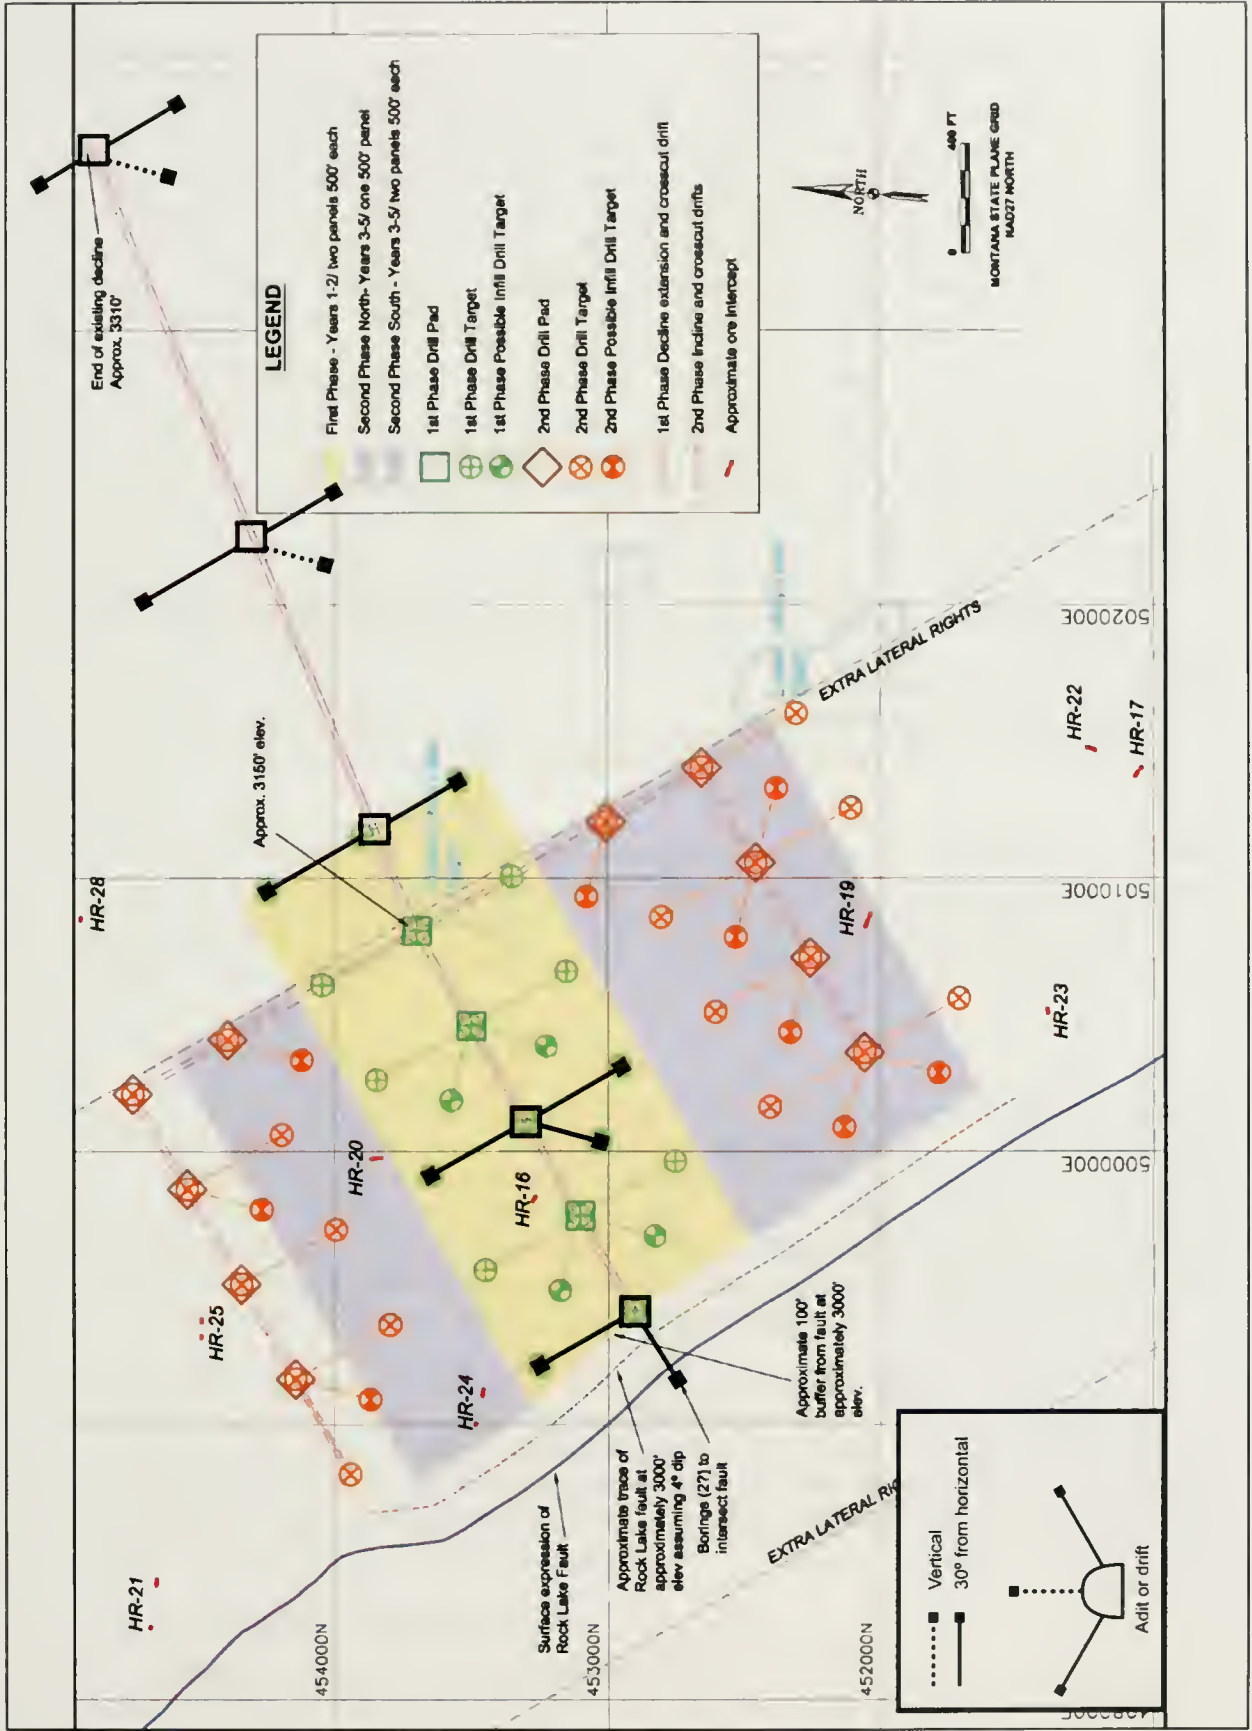 End of existing decline
Approx. 3310'
LEGEND
First Phase - Years 1-2/ two panels 500' each
Second Phase North- Years 3-5/ one 500' panel
Second Phase South - Years 3-5/ two panels 500' each
1st Phase Drill Pad
1st Phase Drill Target
1st Phase Possible Infill Drill Target
2nd Phase Drill Pad
2nd Phase Drill Target
2nd Phase Possible Infill Drill Target
1st Phase Decline extension and crosscut drift
2nd Phase Incline and crosscut drifts
Approximate ore intercept
NORTH
0 400 FT
MONTANA STATE PLANE GRID
NAD27 NORTH
Approx. 3150' elev.
EXTRA LATERAL RIGHTS
502000E
HR-22
HR-17
HR-28
HR-19
501000E
HR-23
HR-20
HR-16
500000E
HR-25
HR-24
HR-21
Approximate 100'
buffer from fault at
approximately 3000'
elev.
Surface expression of
Rock Lake Fault
Approximate trace of
Rock Lake fault at
approximately 3000'
elev assuming 4° dip
Borings (2?) to
intersect fault
EXTRA LATERAL RIG
454000N
453000N
452000N
Vertical
30° from horizontal
Adit or drift